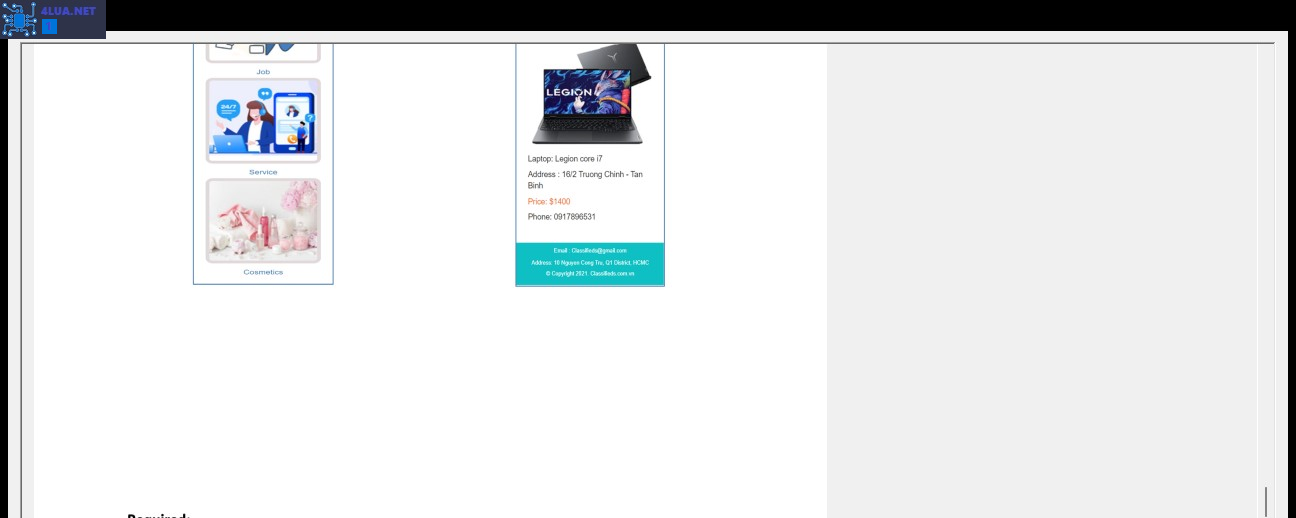 4LUA.NET
Job
24/7
Service
Cosmetics
LEGION
Laptop: Legion core i7
Address : 16/2 Truong Chinh - Tan
Binh
Price: $1400
Phone: 0917896531
Email : Classifieds@gmail.com
Address: 10 Nguyen Cong Tru, Q1 District, HCMC
© Copyright 2021 Classifieds.com.vn
Required: